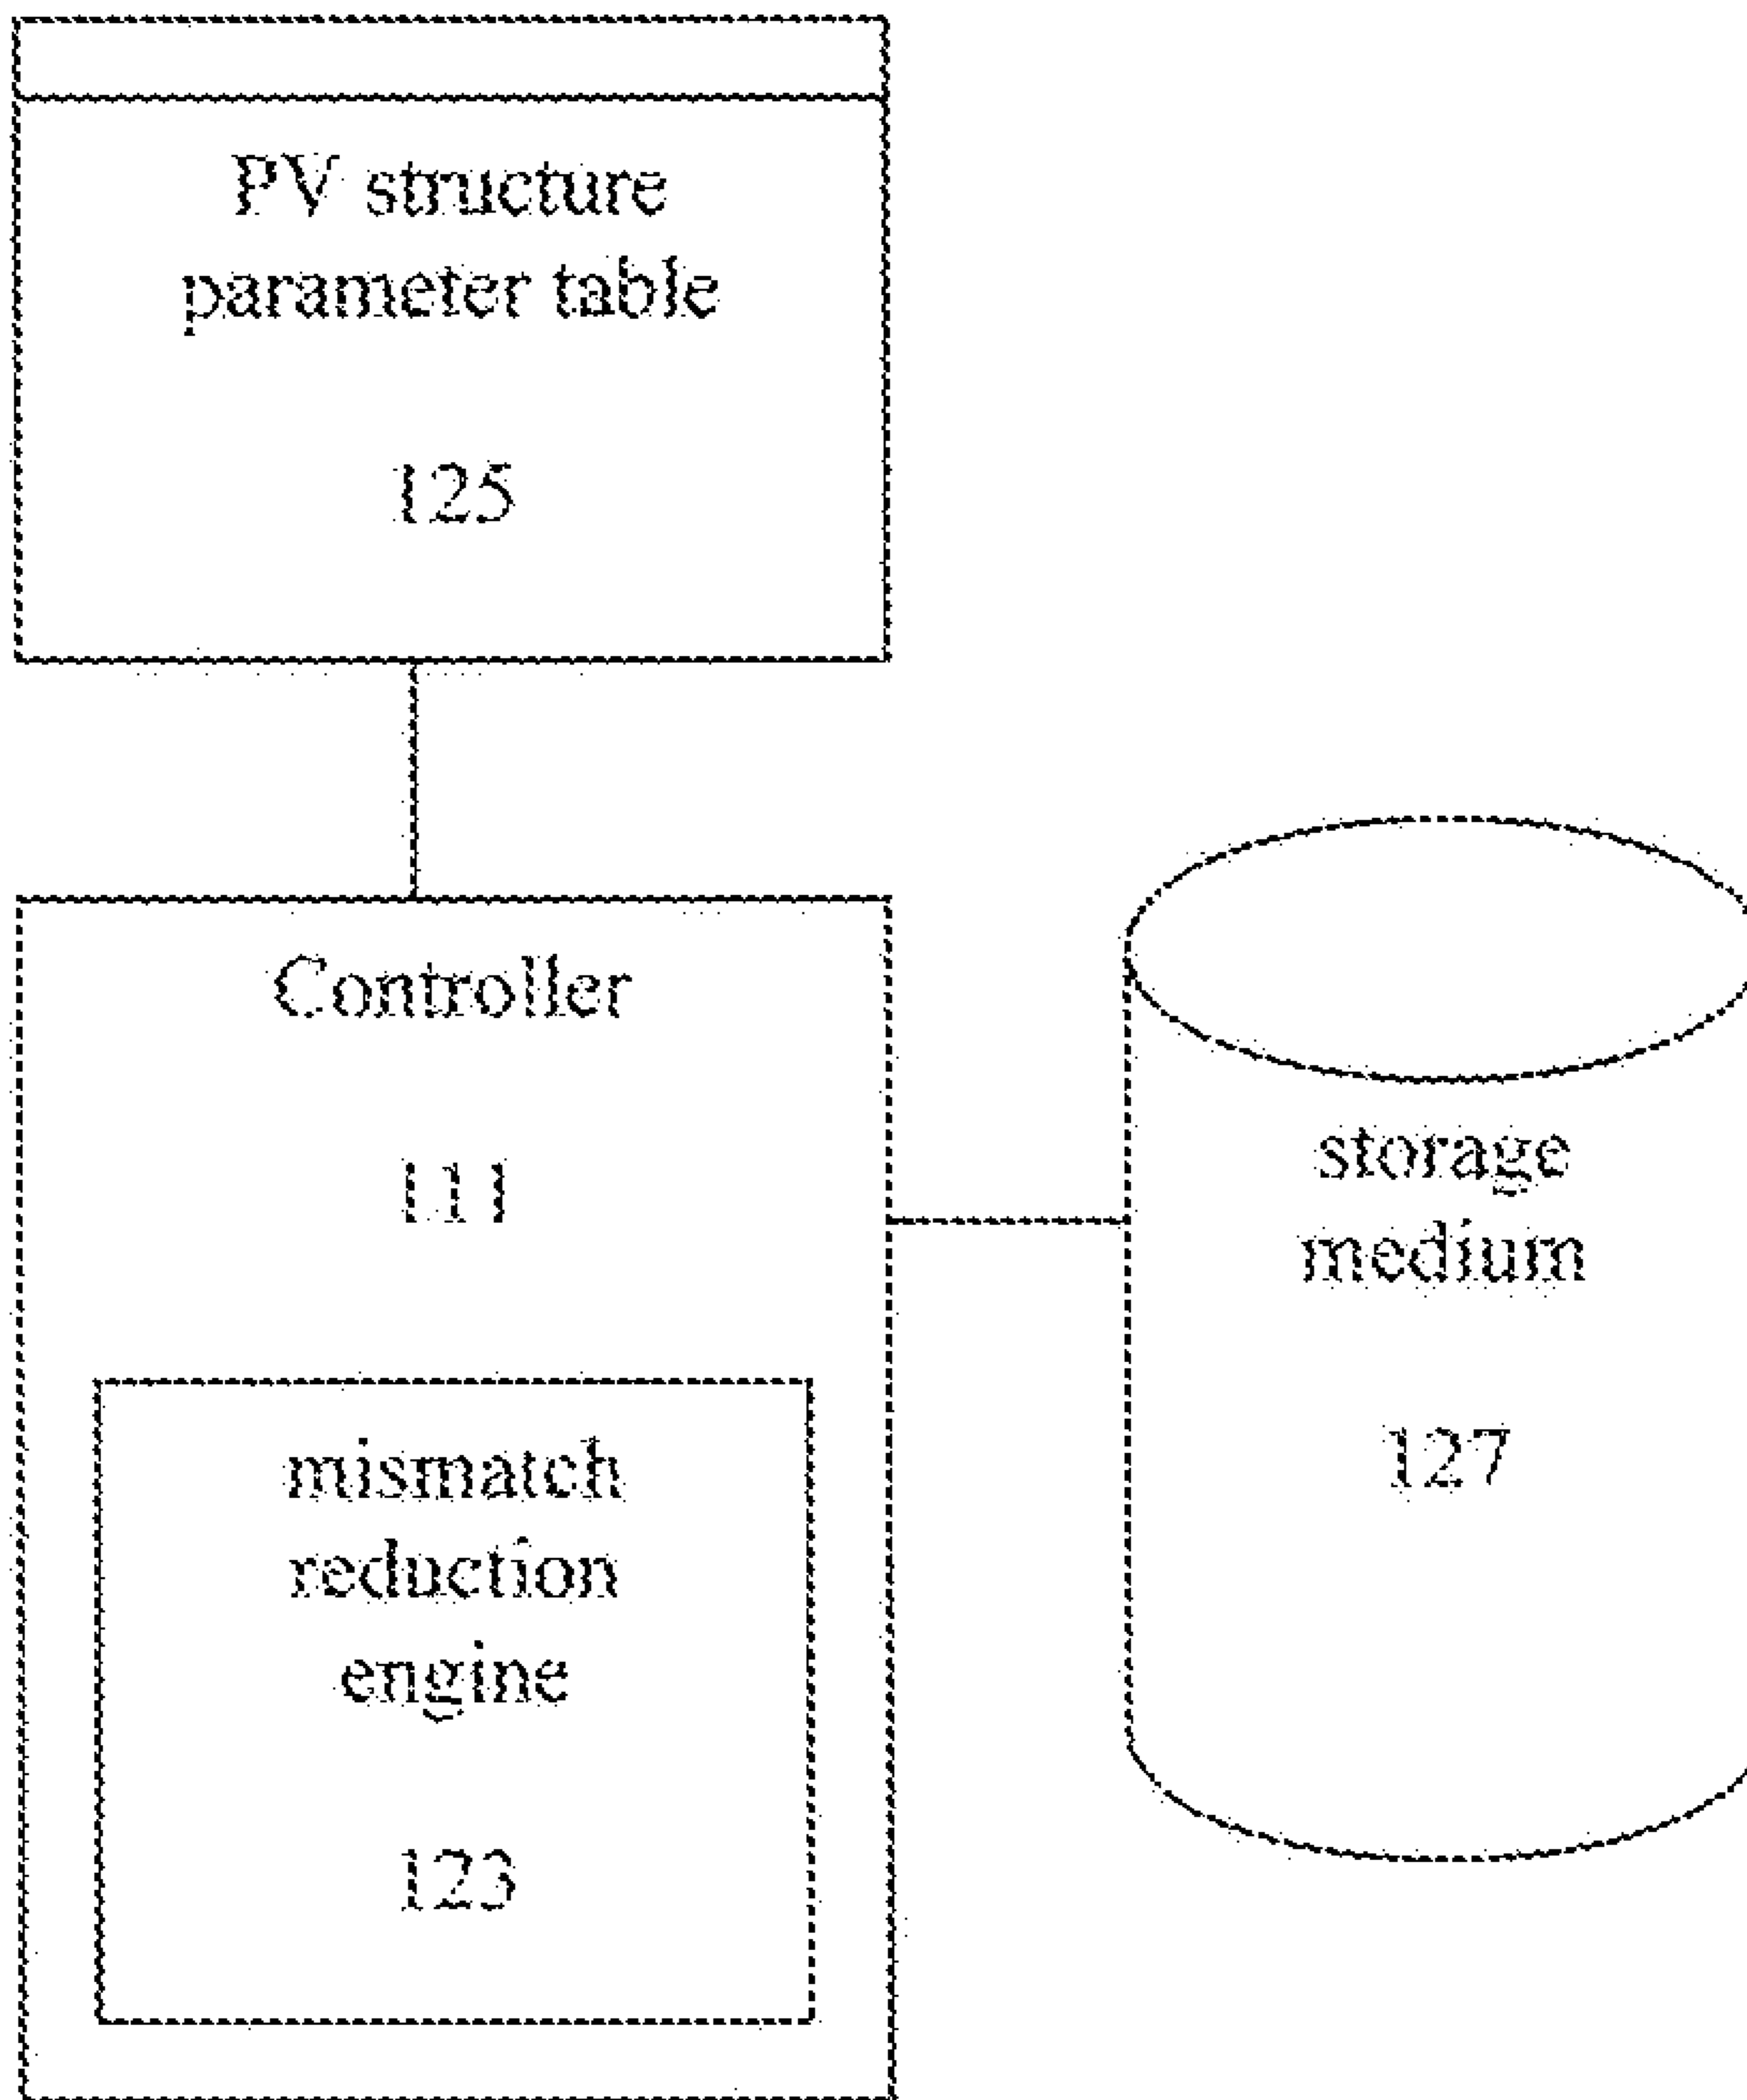 PV structure
parameter table
125
Controller
111
storage
medium
127
mismatch
reduction
engine
123